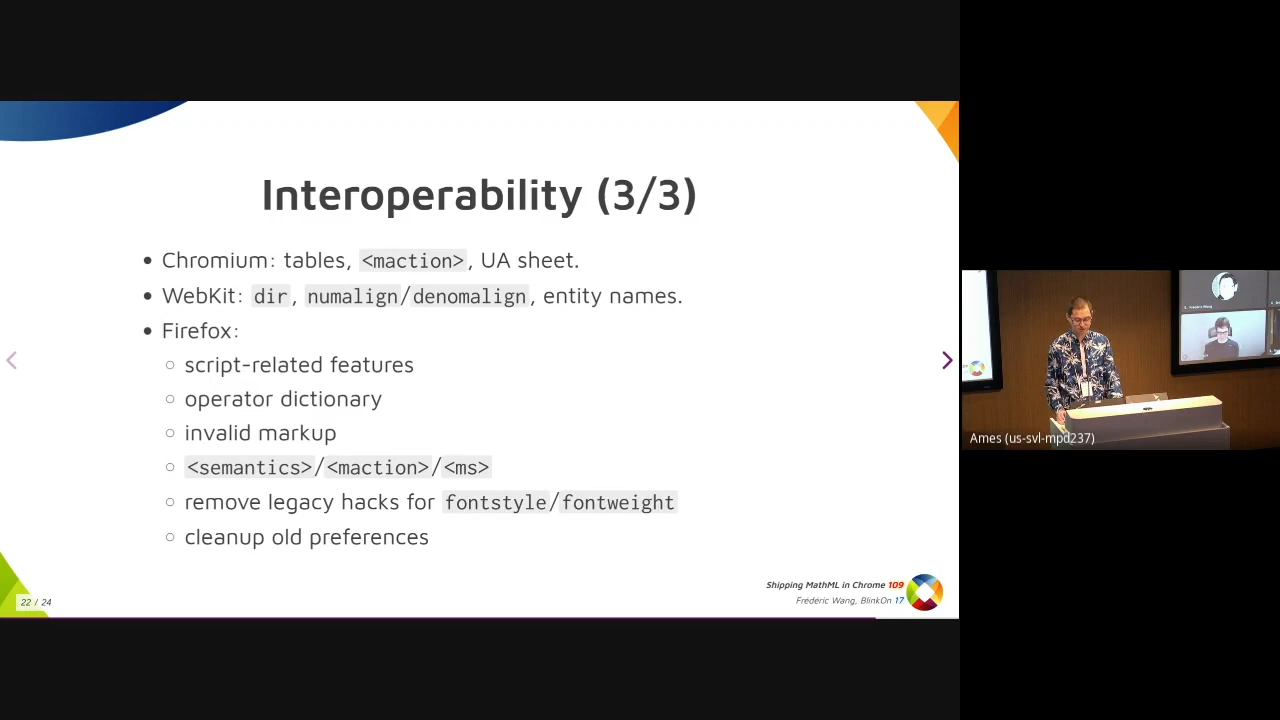 Interoperability (3/3)
Chromium: tables, <maction>, UA sheet.
WebKit: dir, numalign/denomalign, entity names.
Firefox:
script-related features
operator dictionary
invalid markup
<semantics>/<maction>/<ms>
remove legacy hacks for fontstyle/fontweight
cleanup old preferences
22 / 24
Shipping MathML in Chrome 109
Frédéric Wang, BlinkOn 17
Ames (us-svl-mpd237)